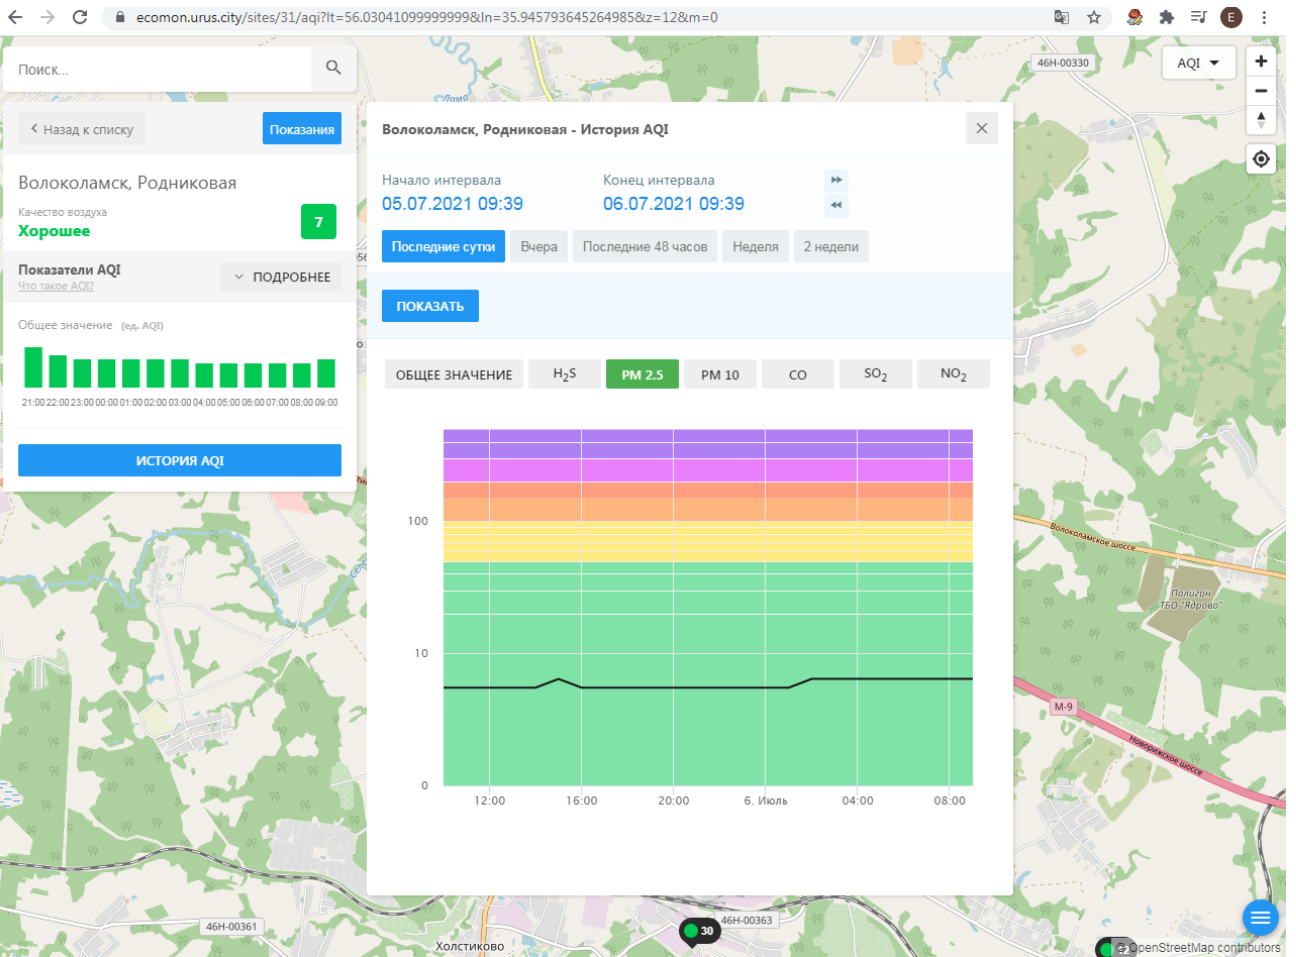 ecomon.urus.city/sites/31/aqi?lt=56.03041099999999&ln=35.945793645264985&z=12&m=0
E
Поиск...
Назад к списку
Показания
Волоколамск, Родниковая
Качество воздуха
Хорошее
7
Показатели AQI
Что такое AQI?
ПОДРОБНЕЕ
Общее значение (ед. AQI)
21:00 22:00 23:00 00:00 01:00 02:00 03:00 04:00 05:00 06:00 07:00 08:00 09:00
ИСТОРИЯ AQI
Волоколамск, Родниковая - История AQI
Начало интервала
05.07.2021 09:39
Конец интервала
06.07.2021 09:39
Последние сутки
Вчера
Последние 48 часов
Неделя
2 недели
ПОКАЗАТЬ
ОБЩЕЕ ЗНАЧЕНИЕ
H2S
PM 2.5
PM 10
CO
SO2
NO2
100
10
0
12:00
16:00
20:00
6. Июль
04:00
08:00
46Н-00330
AQI
Лама
Волоколамское шоссе
Полигон
ТБО "Ядрово"
М-9
Новорижское шоссе
46Н-00361
46Н-00363
30
Холстиково
OpenStreetMap contributors